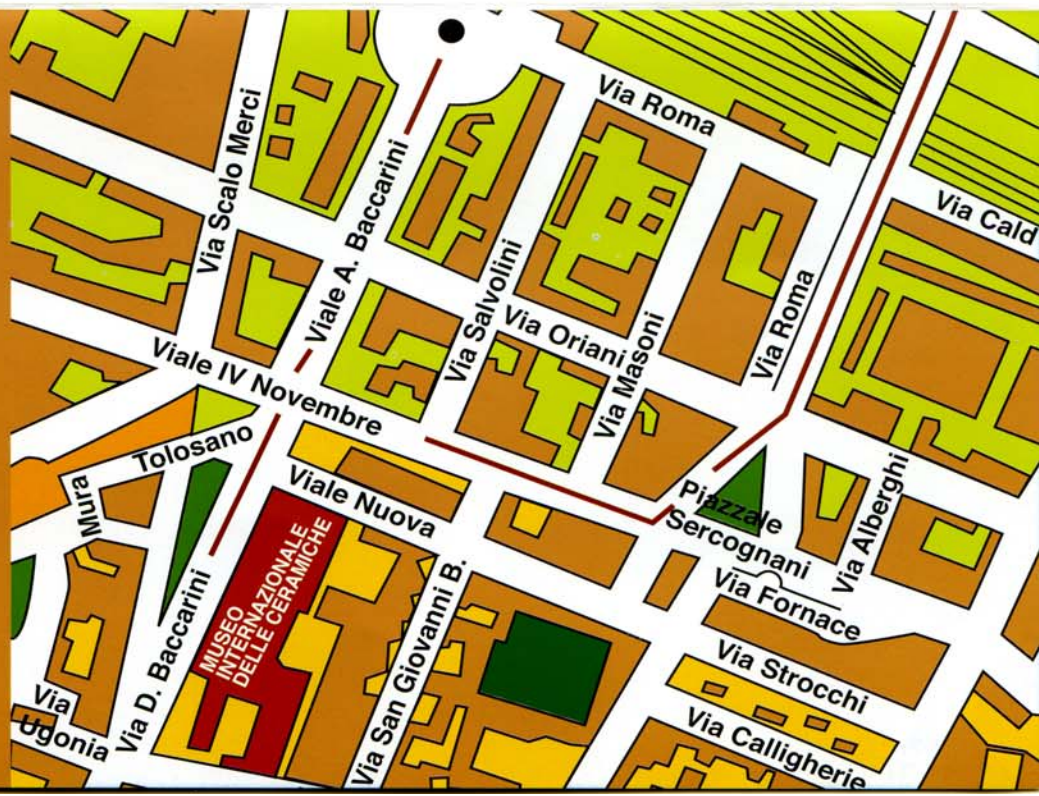 Via Roma
Via Scalo Merci
Viale A. Baccarini
Via Cald
Via Salvolini
Via Oriani
Via Masoni
Via Roma
Viale IV Novembre
Tolosano
Mura
Viale Nuova
Piazzale
Sercognani
Via Alberghi
MUSEO
INTERNAZIONALE
DELLE CERAMICHE
Via Fornace
Via D. Baccarini
Via San Giovanni B.
Via Strocchi
Via
Ugonia
Via Calligherie